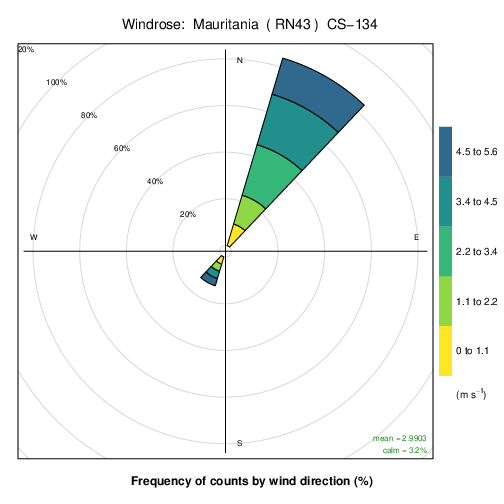 Windrose: Mauritania ( RN43 ) CS−134
20%
N
100%
80%
60%
40%
20%
W
E
S
4.5 to 5.6
3.4 to 4.5
2.2 to 3.4
1.1 to 2.2
0 to 1.1
(m s⁻¹)
mean = 2.9903
calm = 3.2%
Frequency of counts by wind direction (%)